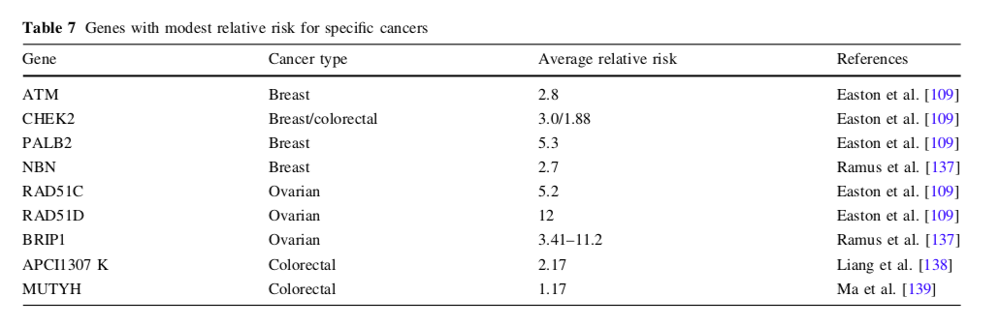 Table 7 Genes with modest relative risk for specific cancers
Gene Cancer type Average relative risk References
ATM Breast 2.8 Easton et al. [109]
CHEK2 Breast/colorectal 3.0/1.88 Easton et al. [109]
PALB2 Breast 5.3 Easton et al. [109]
NBN Breast 2.7 Ramus et al. [137]
RAD51C Ovarian 5.2 Easton et al. [109]
RAD51D Ovarian 12 Easton et al. [109]
BRIP1 Ovarian 3.41–11.2 Ramus et al. [137]
APCI1307 K Colorectal 2.17 Liang et al. [138]
MUTYH Colorectal 1.17 Ma et al. [139]